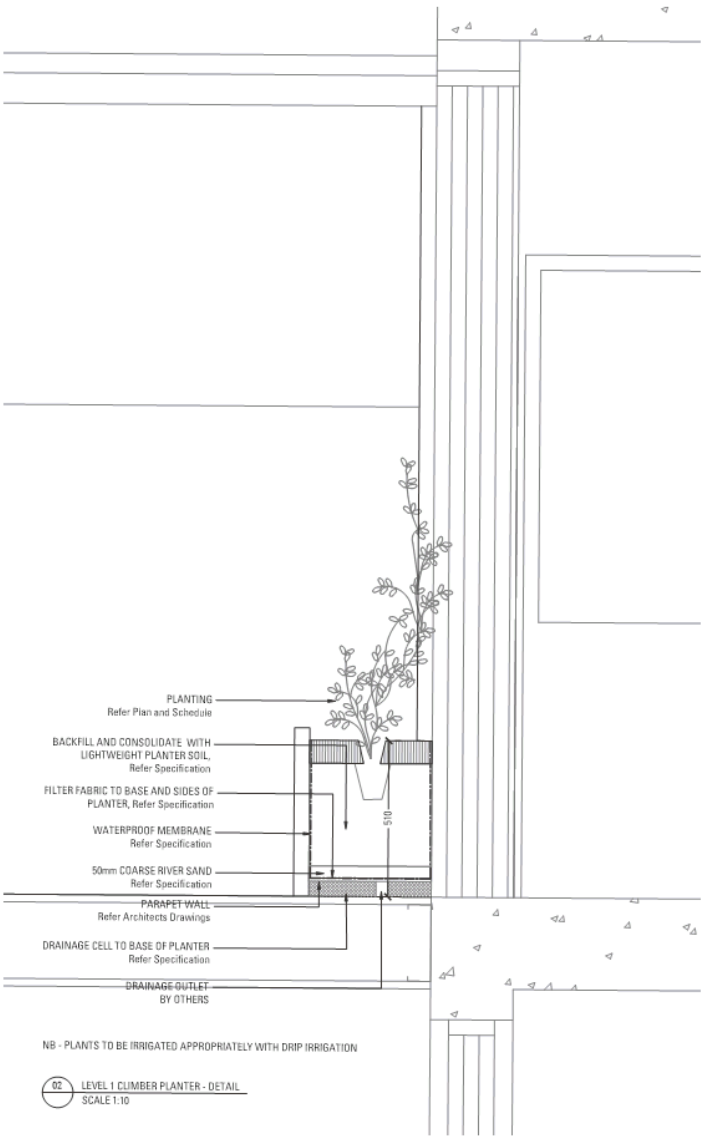 PLANTING
Refer Plan and Schedule
BACKFILL AND CONSOLIDATE WITH
LIGHTWEIGHT PLANTER SOIL,
Refer Specification
FILTER FABRIC TO BASE AND SIDES OF
PLANTER, Refer Specification
WATERPROOF MEMBRANE
Refer Specification
510
50mm COARSE RIVER SAND
Refer Specification
PARAPET WALL
Refer Architects Drawings
DRAINAGE CELL TO BASE OF PLANTER
Refer Specification
DRAINAGE OUTLET
BY OTHERS
NB - PLANTS TO BE IRRIGATED APPROPRIATELY WITH DRIP IRRIGATION
02 LEVEL 1 CLIMBER PLANTER - DETAIL
SCALE 1:10